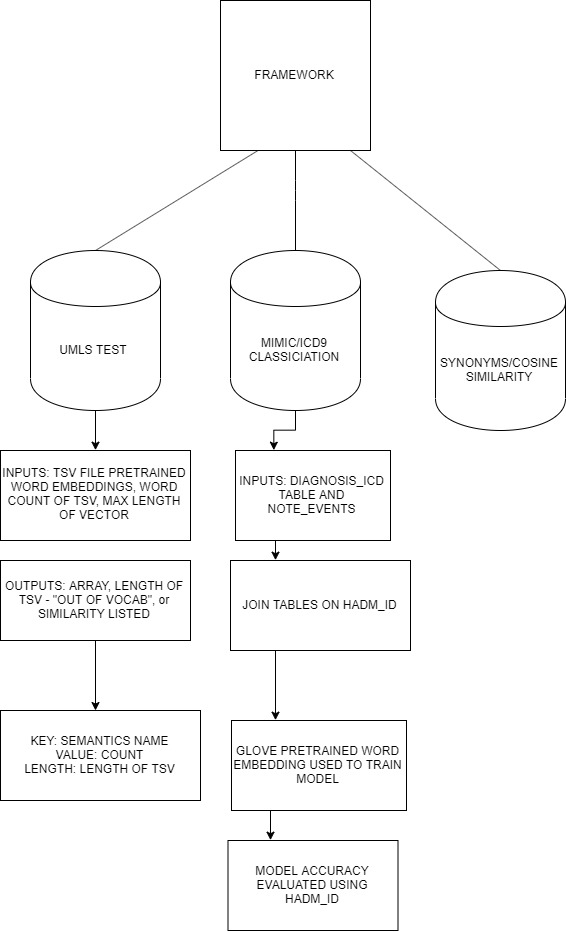 FRAMEWORK
UMLS TEST
MIMIC/ICD9
CLASSICIATION
SYNONYMS/COSINE
SIMILARITY
INPUTS: TSV FILE PRETRAINED
WORD EMBEDDINGS, WORD
COUNT OF TSV, MAX LENGTH
OF VECTOR
INPUTS: DIAGNOSIS_ICD
TABLE AND
NOTE_EVENTS
OUTPUTS: ARRAY, LENGTH OF
TSV - "OUT OF VOCAB", or
SIMILARITY LISTED
JOIN TABLES ON HADM_ID
KEY: SEMANTICS NAME
VALUE: COUNT
LENGTH: LENGTH OF TSV
GLOVE PRETRAINED WORD
EMBEDDING USED TO TRAIN
MODEL
MODEL ACCURACY
EVALUATED USING
HADM_ID